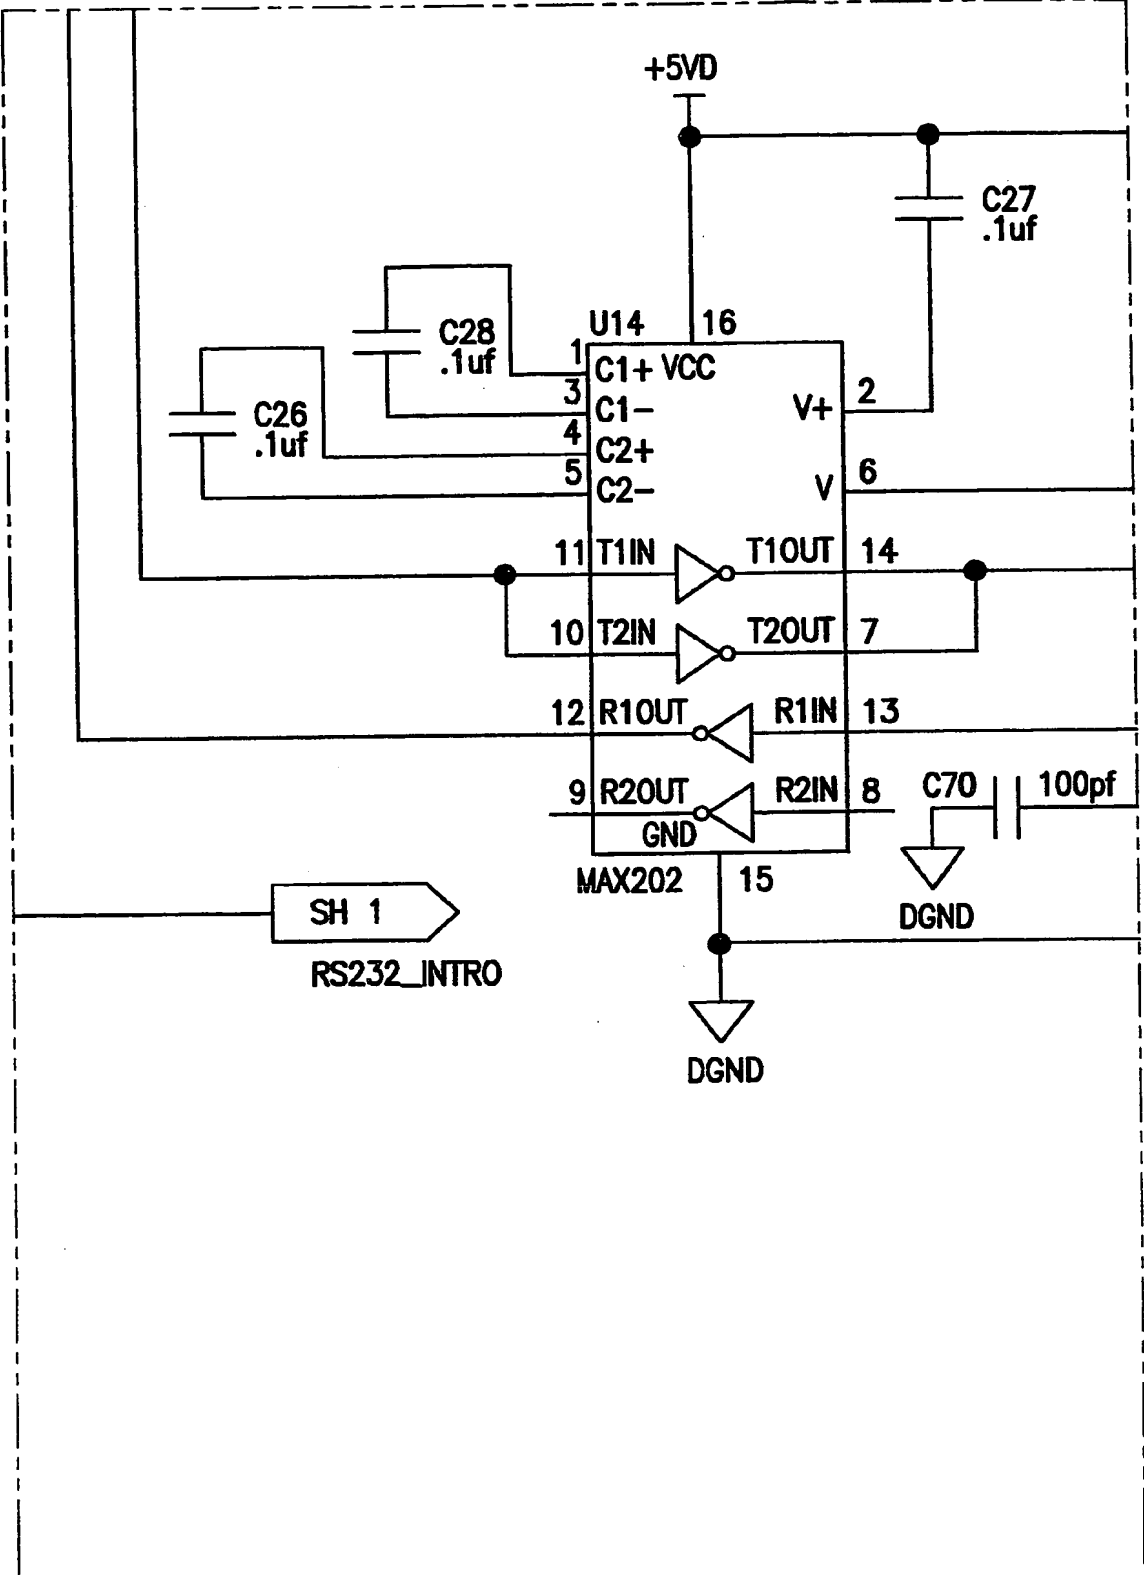 +5VD
C27
.1uf
U14
16
C28
.1uf
1
C1+
VCC
3
C1-
2
V+
C26
.1uf
4
C2+
5
C2-
6
V
11
T1IN
T1OUT
14
10
T2IN
T2OUT
7
12
R1OUT
R1IN
13
9
R2OUT
R2IN
8
C70
100pf
GND
MAX202
15
DGND
SH 1
RS232_INTRO
DGND